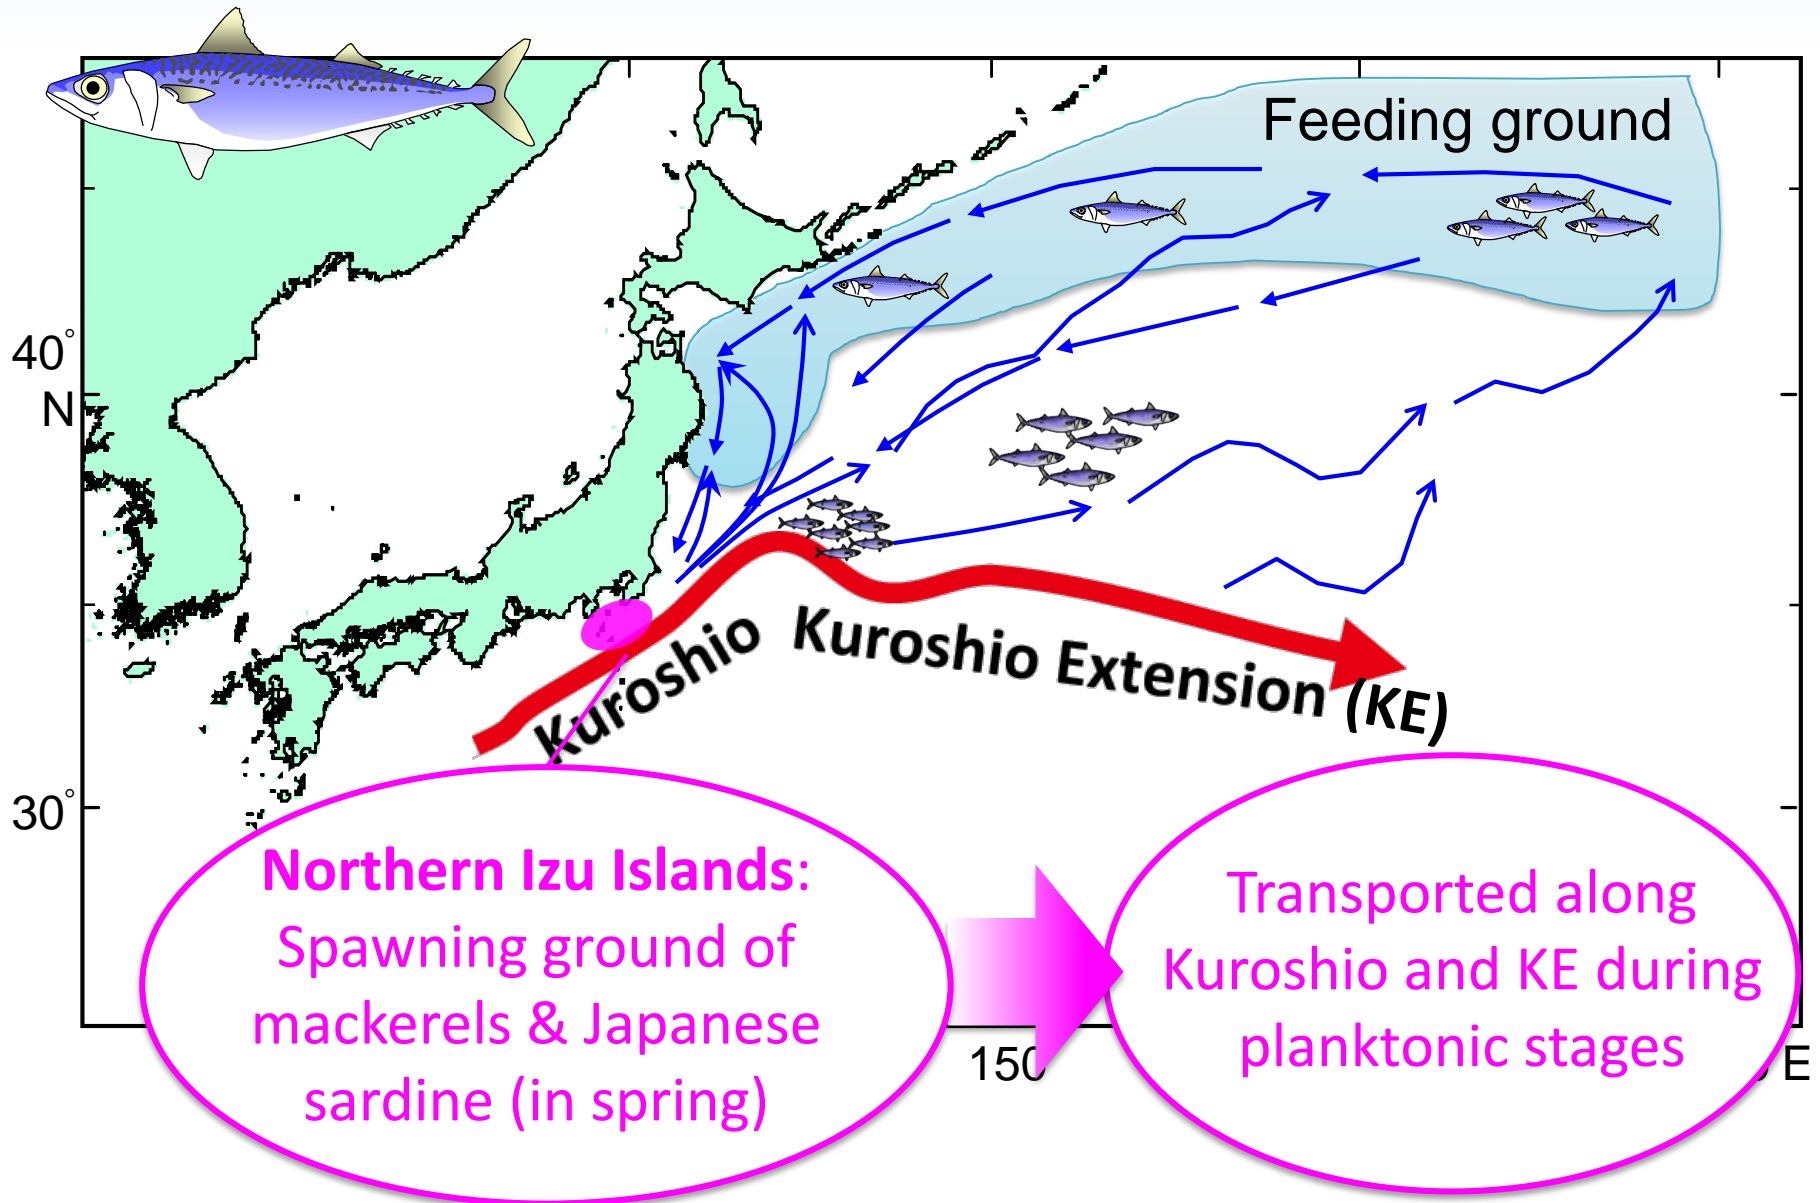 Feeding ground
40°
N
Kuroshio
Kuroshio Extension (KE)
30°
Northern Izu Islands:
Spawning ground of
mackerels & Japanese
sardine (in spring)
Transported along
Kuroshio and KE during
planktonic stages
150
E